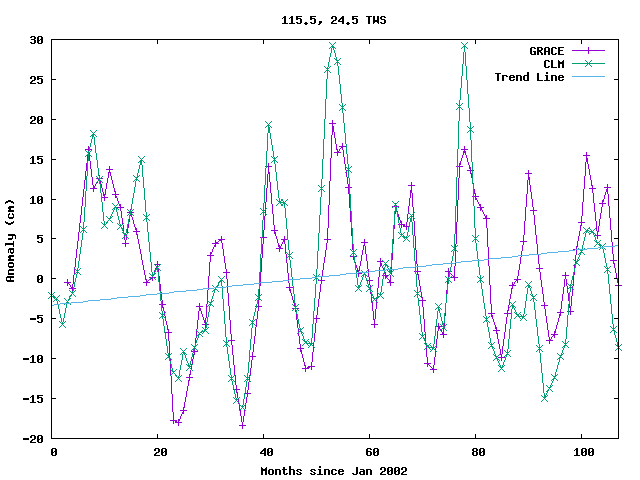 115.5, 24.5 TWS
GRACE
CLM
Trend Line
Anomaly (cm)
30
25
20
15
10
5
0
-5
-10
-15
-20
0 20 40 60 80 100
Months since Jan 2002